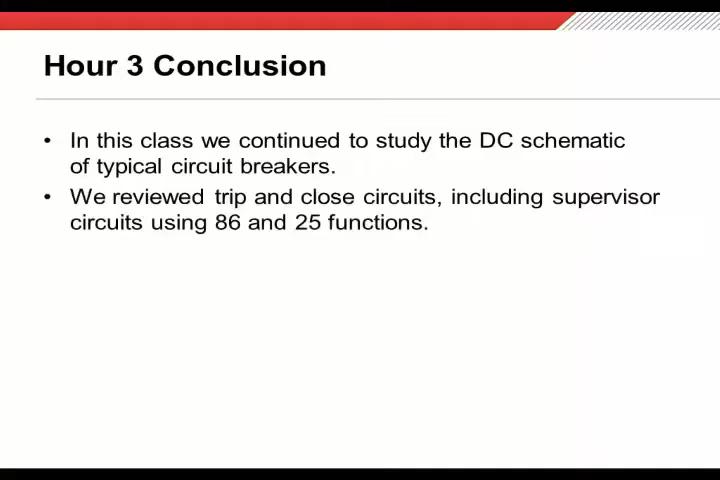 Hour 3 Conclusion
• In this class we continued to study the DC schematic
of typical circuit breakers.
• We reviewed trip and close circuits, including supervisor
circuits using 86 and 25 functions.